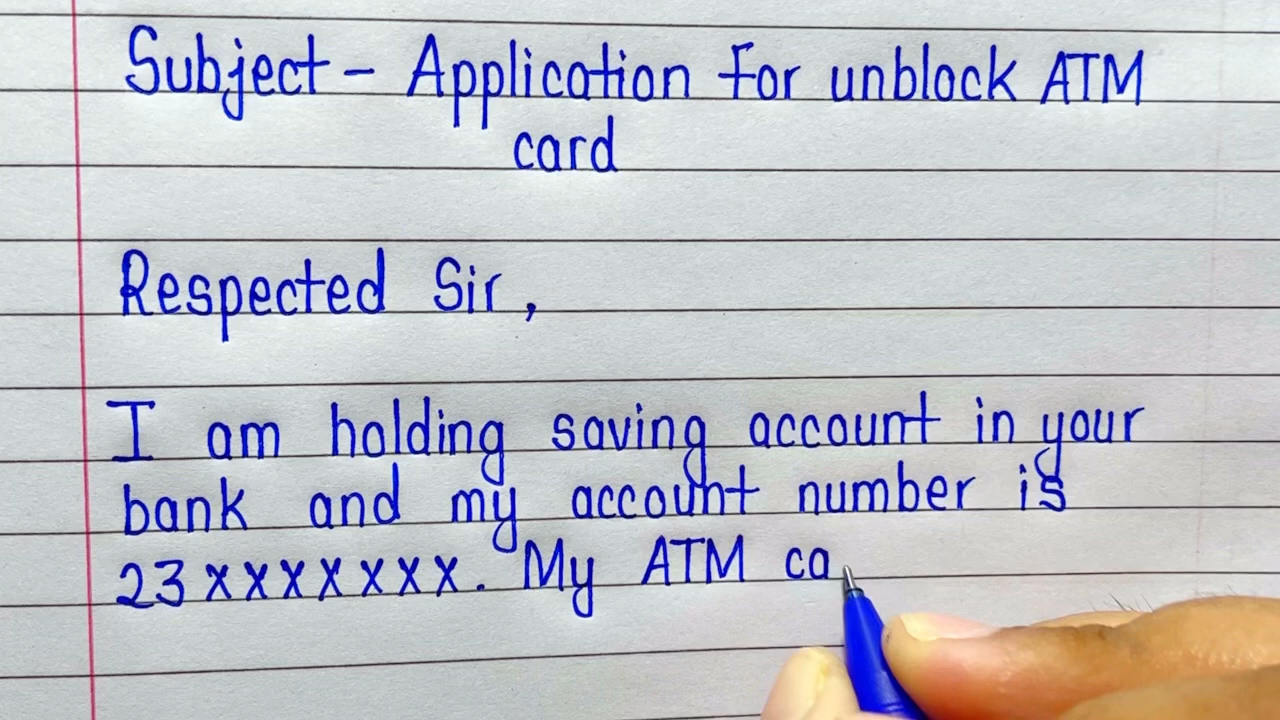 Subject - Application For unblock ATM
card
Respected Sir,
I am holding saving account in your
bank and my account number is
23xxxxxxx. My ATM ca